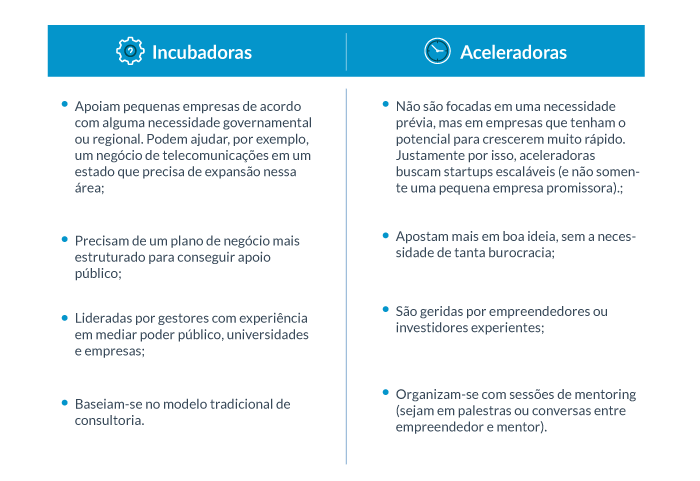 Incubadoras
Apoiam pequenas empresas de acordo
com alguma necessidade governamental
ou regional. Podem ajudar, por exemplo,
um negócio de telecomunicações em um
estado que precisa de expansão nessa
área;
Precisam de um plano de negócio mais
estruturado para conseguir apoio
público;
Lideradas por gestores com experiência
em mediar poder público, universidades
e empresas;
Baseiam-se no modelo tradicional de
consultoria.
Aceleradoras
Não são focadas em uma necessidade
prévia, mas em empresas que tenham o
potencial para crescerem muito rápido.
Justamente por isso, aceleradoras
buscam startups escaláveis (e não somen-
te uma pequena empresa promissora).;
Apostam mais em boa ideia, sem a neces-
sidade de tanta burocracia;
São geridas por empreendedores ou
investidores experientes;
Organizam-se com sessões de mentoring
(sejam em palestras ou conversas entre
empreendedor e mentor).